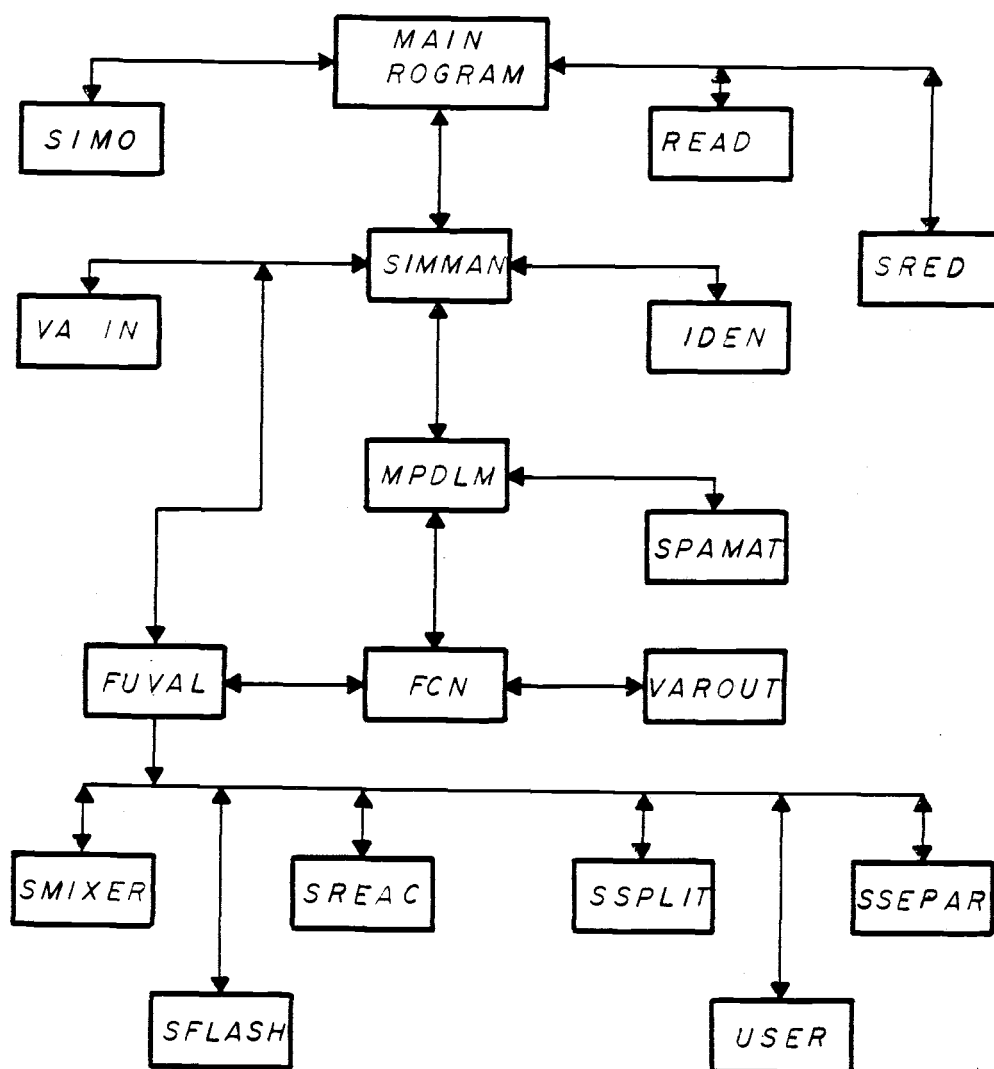 MAIN
ROGRAM
SIMO
READ
SIMMAN
SRED
VA IN
IDEN
MPDLM
SPAMAT
FUVAL
FCN
VAROUT
SMIXER
SREAC
SSPLIT
SSEPAR
SFLASH
USER